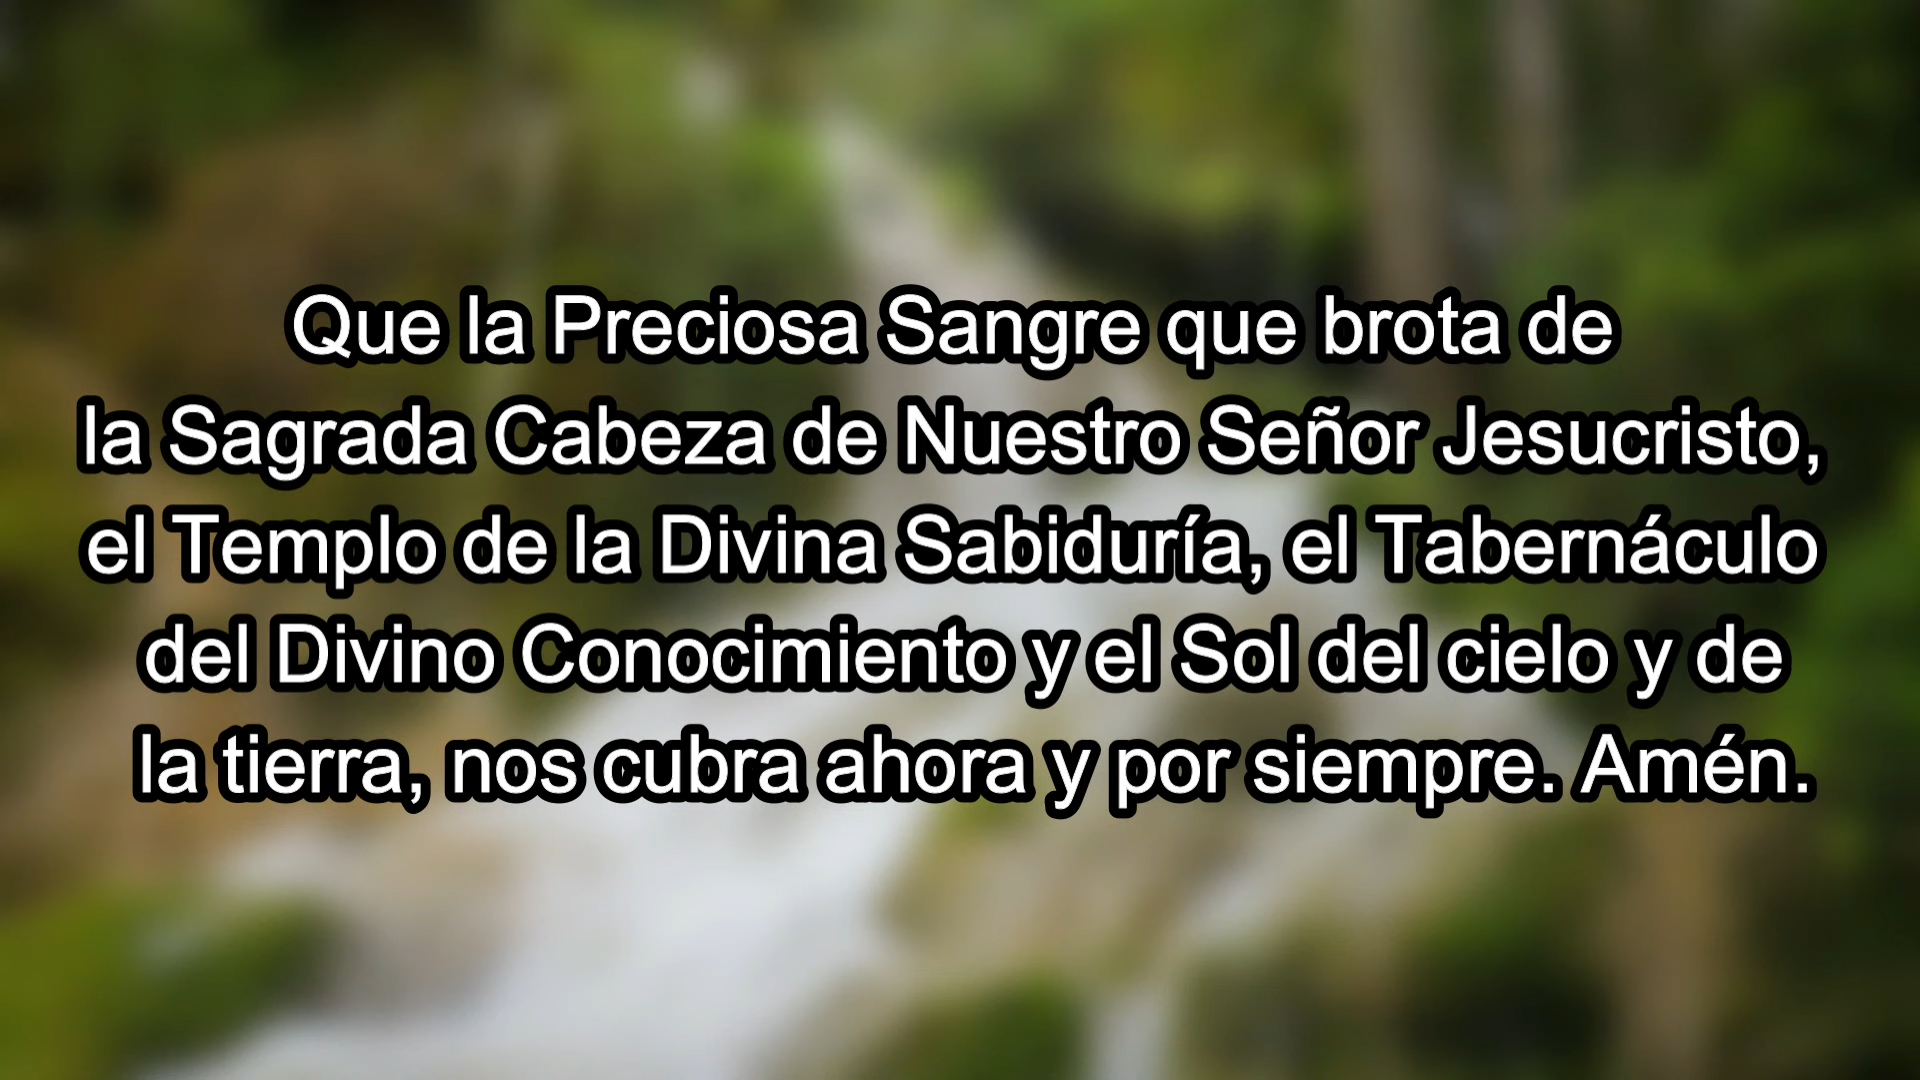 Que la Preciosa Sangre que brota de
la Sagrada Cabeza de Nuestro Señor Jesucristo,
el Templo de la Divina Sabiduría, el Tabernáculo
del Divino Conocimiento y el Sol del cielo y de
la tierra, nos cubra ahora y por siempre. Amén.